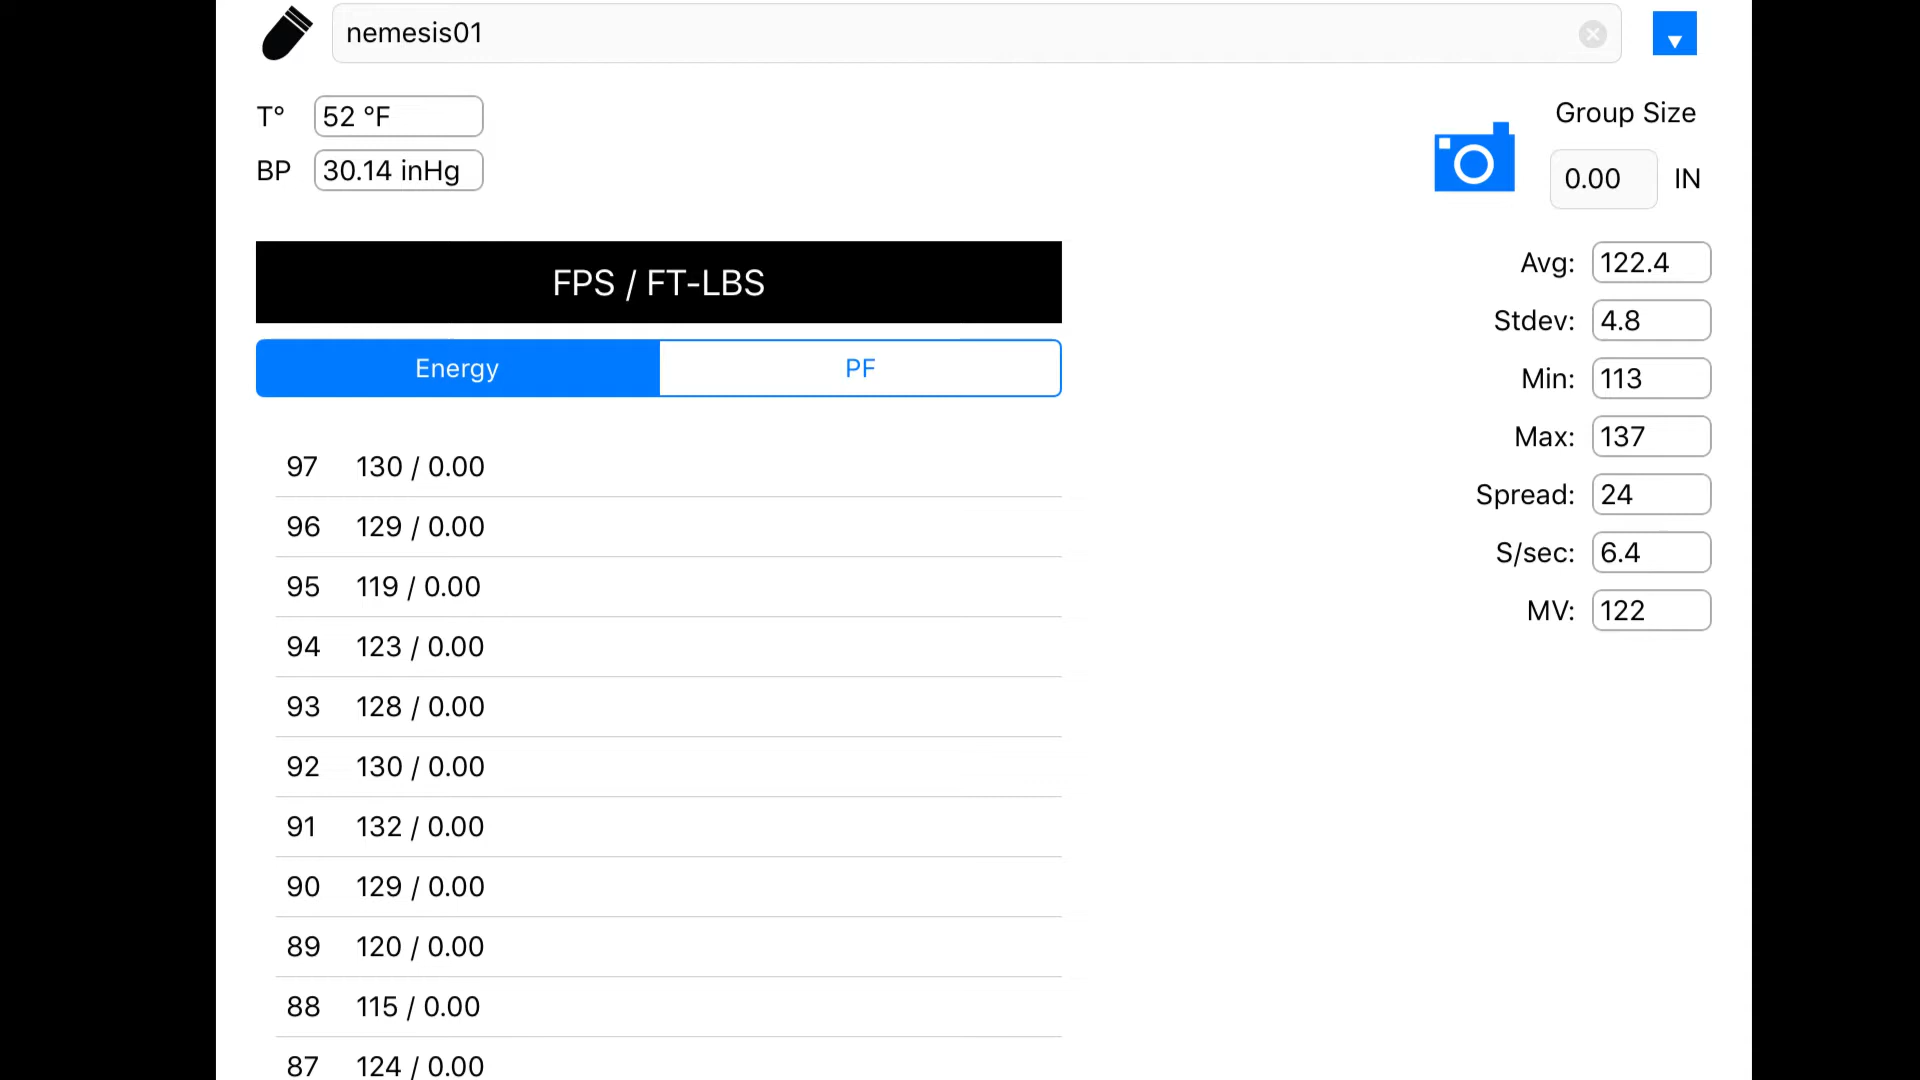 nemesis01
T° 52 °F
BP 30.14 inHg
Group Size
0.00 IN
FPS / FT-LBS
Energy PF
97 130 / 0.00
96 129 / 0.00
95 119 / 0.00
94 123 / 0.00
93 128 / 0.00
92 130 / 0.00
91 132 / 0.00
90 129 / 0.00
89 120 / 0.00
88 115 / 0.00
87 124 / 0.00
Avg: 122.4
Stdev: 4.8
Min: 113
Max: 137
Spread: 24
S/sec: 6.4
MV: 122